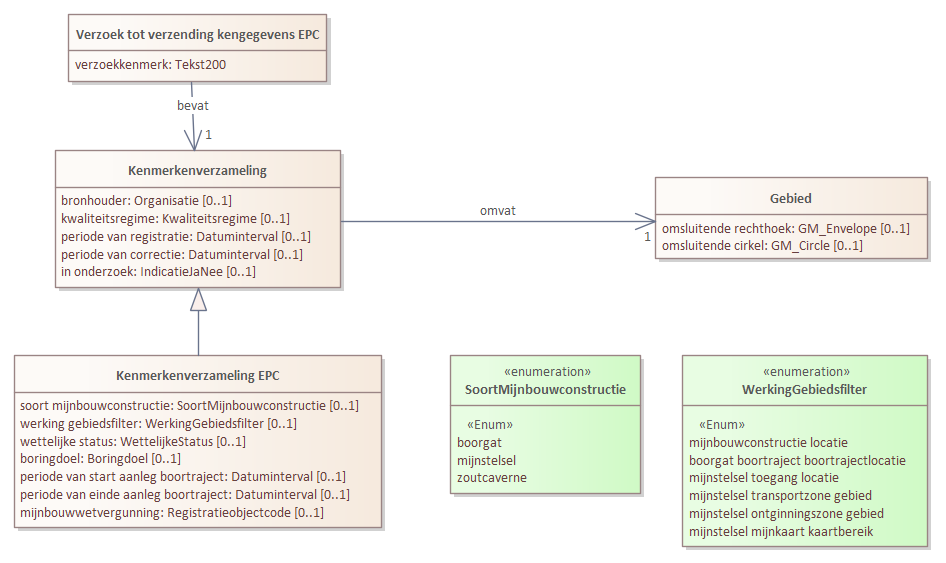 Verzoek tot verzending kengegevens EPC
verzoekkenmerk: Tekst200
bevat
1
Kenmerkenverzameling
bronhouder: Organisatie [0..1]
kwaliteitsregime: Kwaliteitsregime [0..1]
periode van registratie: Datuminterval [0..1]
periode van correctie: Datuminterval [0..1]
in onderzoek: IndicatieJaNee [0..1]
omvat
1
Gebied
omsluitende rechthoek: GM_Envelope [0..1]
omsluitende cirkel: GM_Circle [0..1]
Kenmerkenverzameling EPC
soort mijnbouwconstructie: SoortMijnbouwconstructie [0..1]
werking gebiedsfilter: WerkingGebiedsfilter [0..1]
wettelijke status: WettelijkeStatus [0..1]
boringdoel: Boringdoel [0..1]
periode van start aanleg boortraject: Datuminterval [0..1]
periode van einde aanleg boortraject: Datuminterval [0..1]
mijnbouwwetvergunning: Registratieobjectcode [0..1]
«enumeration»
SoortMijnbouwconstructie
«Enum»
boorgat
mijnstelsel
zoutcaverne
«enumeration»
WerkingGebiedsfilter
«Enum»
mijnbouwconstructie locatie
boorgat boortraject boortrajectlocatie
mijnstelsel toegang locatie
mijnstelsel transportzone gebied
mijnstelsel ontginningszone gebied
mijnstelsel mijnkaart kaartbereik